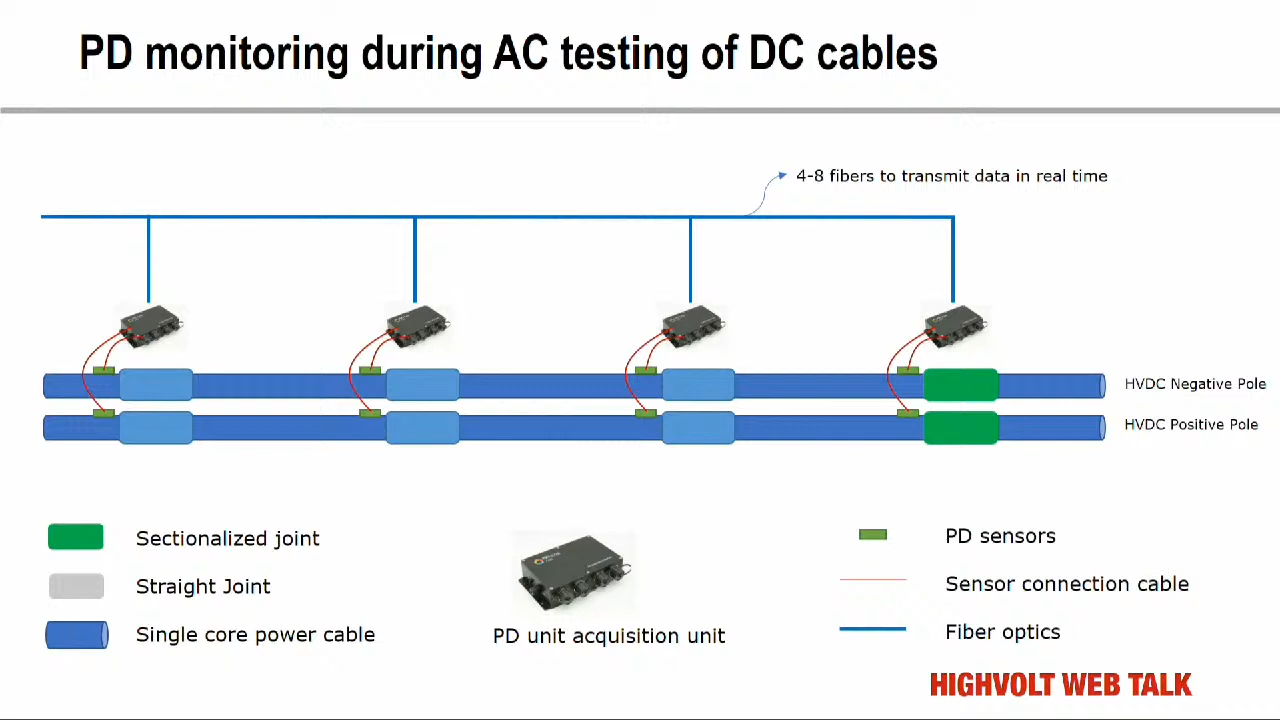 PD monitoring during AC testing of DC cables
4-8 fibers to transmit data in real time
HVDC Negative Pole
HVDC Positive Pole
Sectionalized joint
Straight Joint
Single core power cable
PD unit acquisition unit
PD sensors
Sensor connection cable
Fiber optics
HIGHVOLT WEB TALK